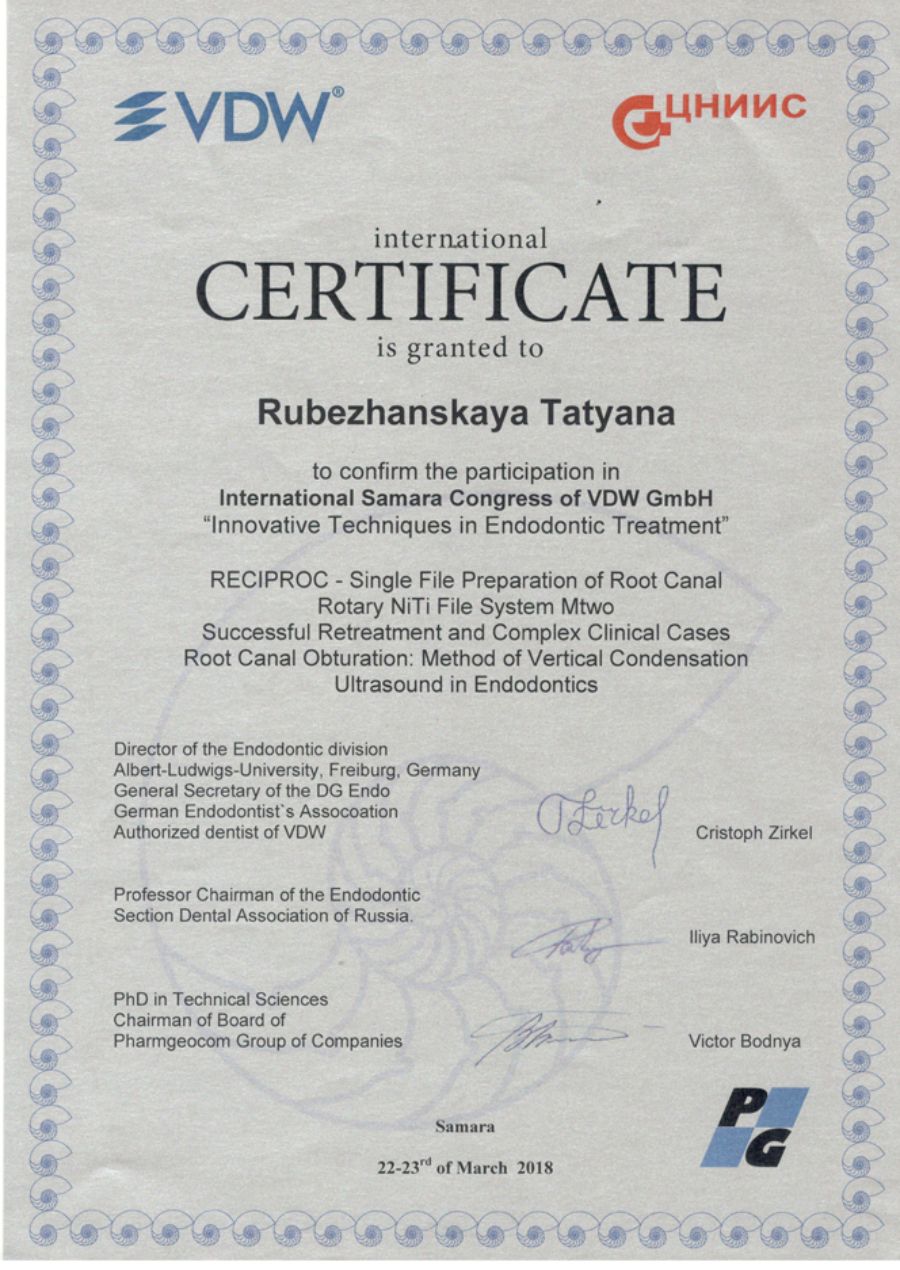 VDW®
ЦНИИС
international
CERTIFICATE
is granted to
Rubezhanskaya Tatyana
to confirm the participation in
International Samara Congress of VDW GmbH
“Innovative Techniques in Endodontic Treatment”
RECIPROC - Single File Preparation of Root Canal
Rotary NiTi File System Mtwo
Successful Retreatment and Complex Clinical Cases
Root Canal Obturation: Method of Vertical Condensation
Ultrasound in Endodontics
Director of the Endodontic division
Albert-Ludwigs-University, Freiburg, Germany
General Secretary of the DG Endo
German Endodontist`s Assocoation
Authorized dentist of VDW
Cristoph Zirkel
Professor Chairman of the Endodontic
Section Dental Association of Russia.
Iliya Rabinovich
PhD in Technical Sciences
Chairman of Board of
Pharmgeocom Group of Companies
Victor Bodnya
PG
Samara
22-23rd of March 2018